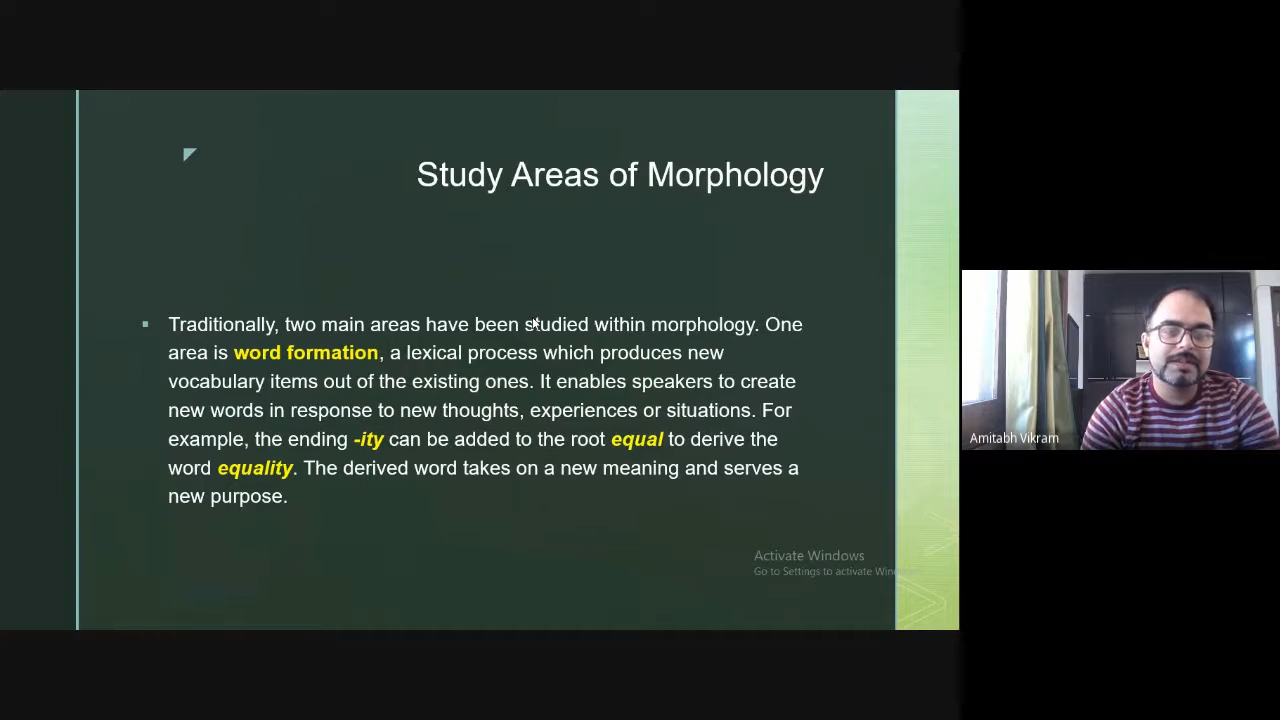 Study Areas of Morphology
Traditionally, two main areas have been studied within morphology. One
area is word formation, a lexical process which produces new
vocabulary items out of the existing ones. It enables speakers to create
new words in response to new thoughts, experiences or situations. For
example, the ending -ity can be added to the root equal to derive the
word equality. The derived word takes on a new meaning and serves a
new purpose.
Activate Windows
Go to Settings to activate Windows.
Amitabh Vikram